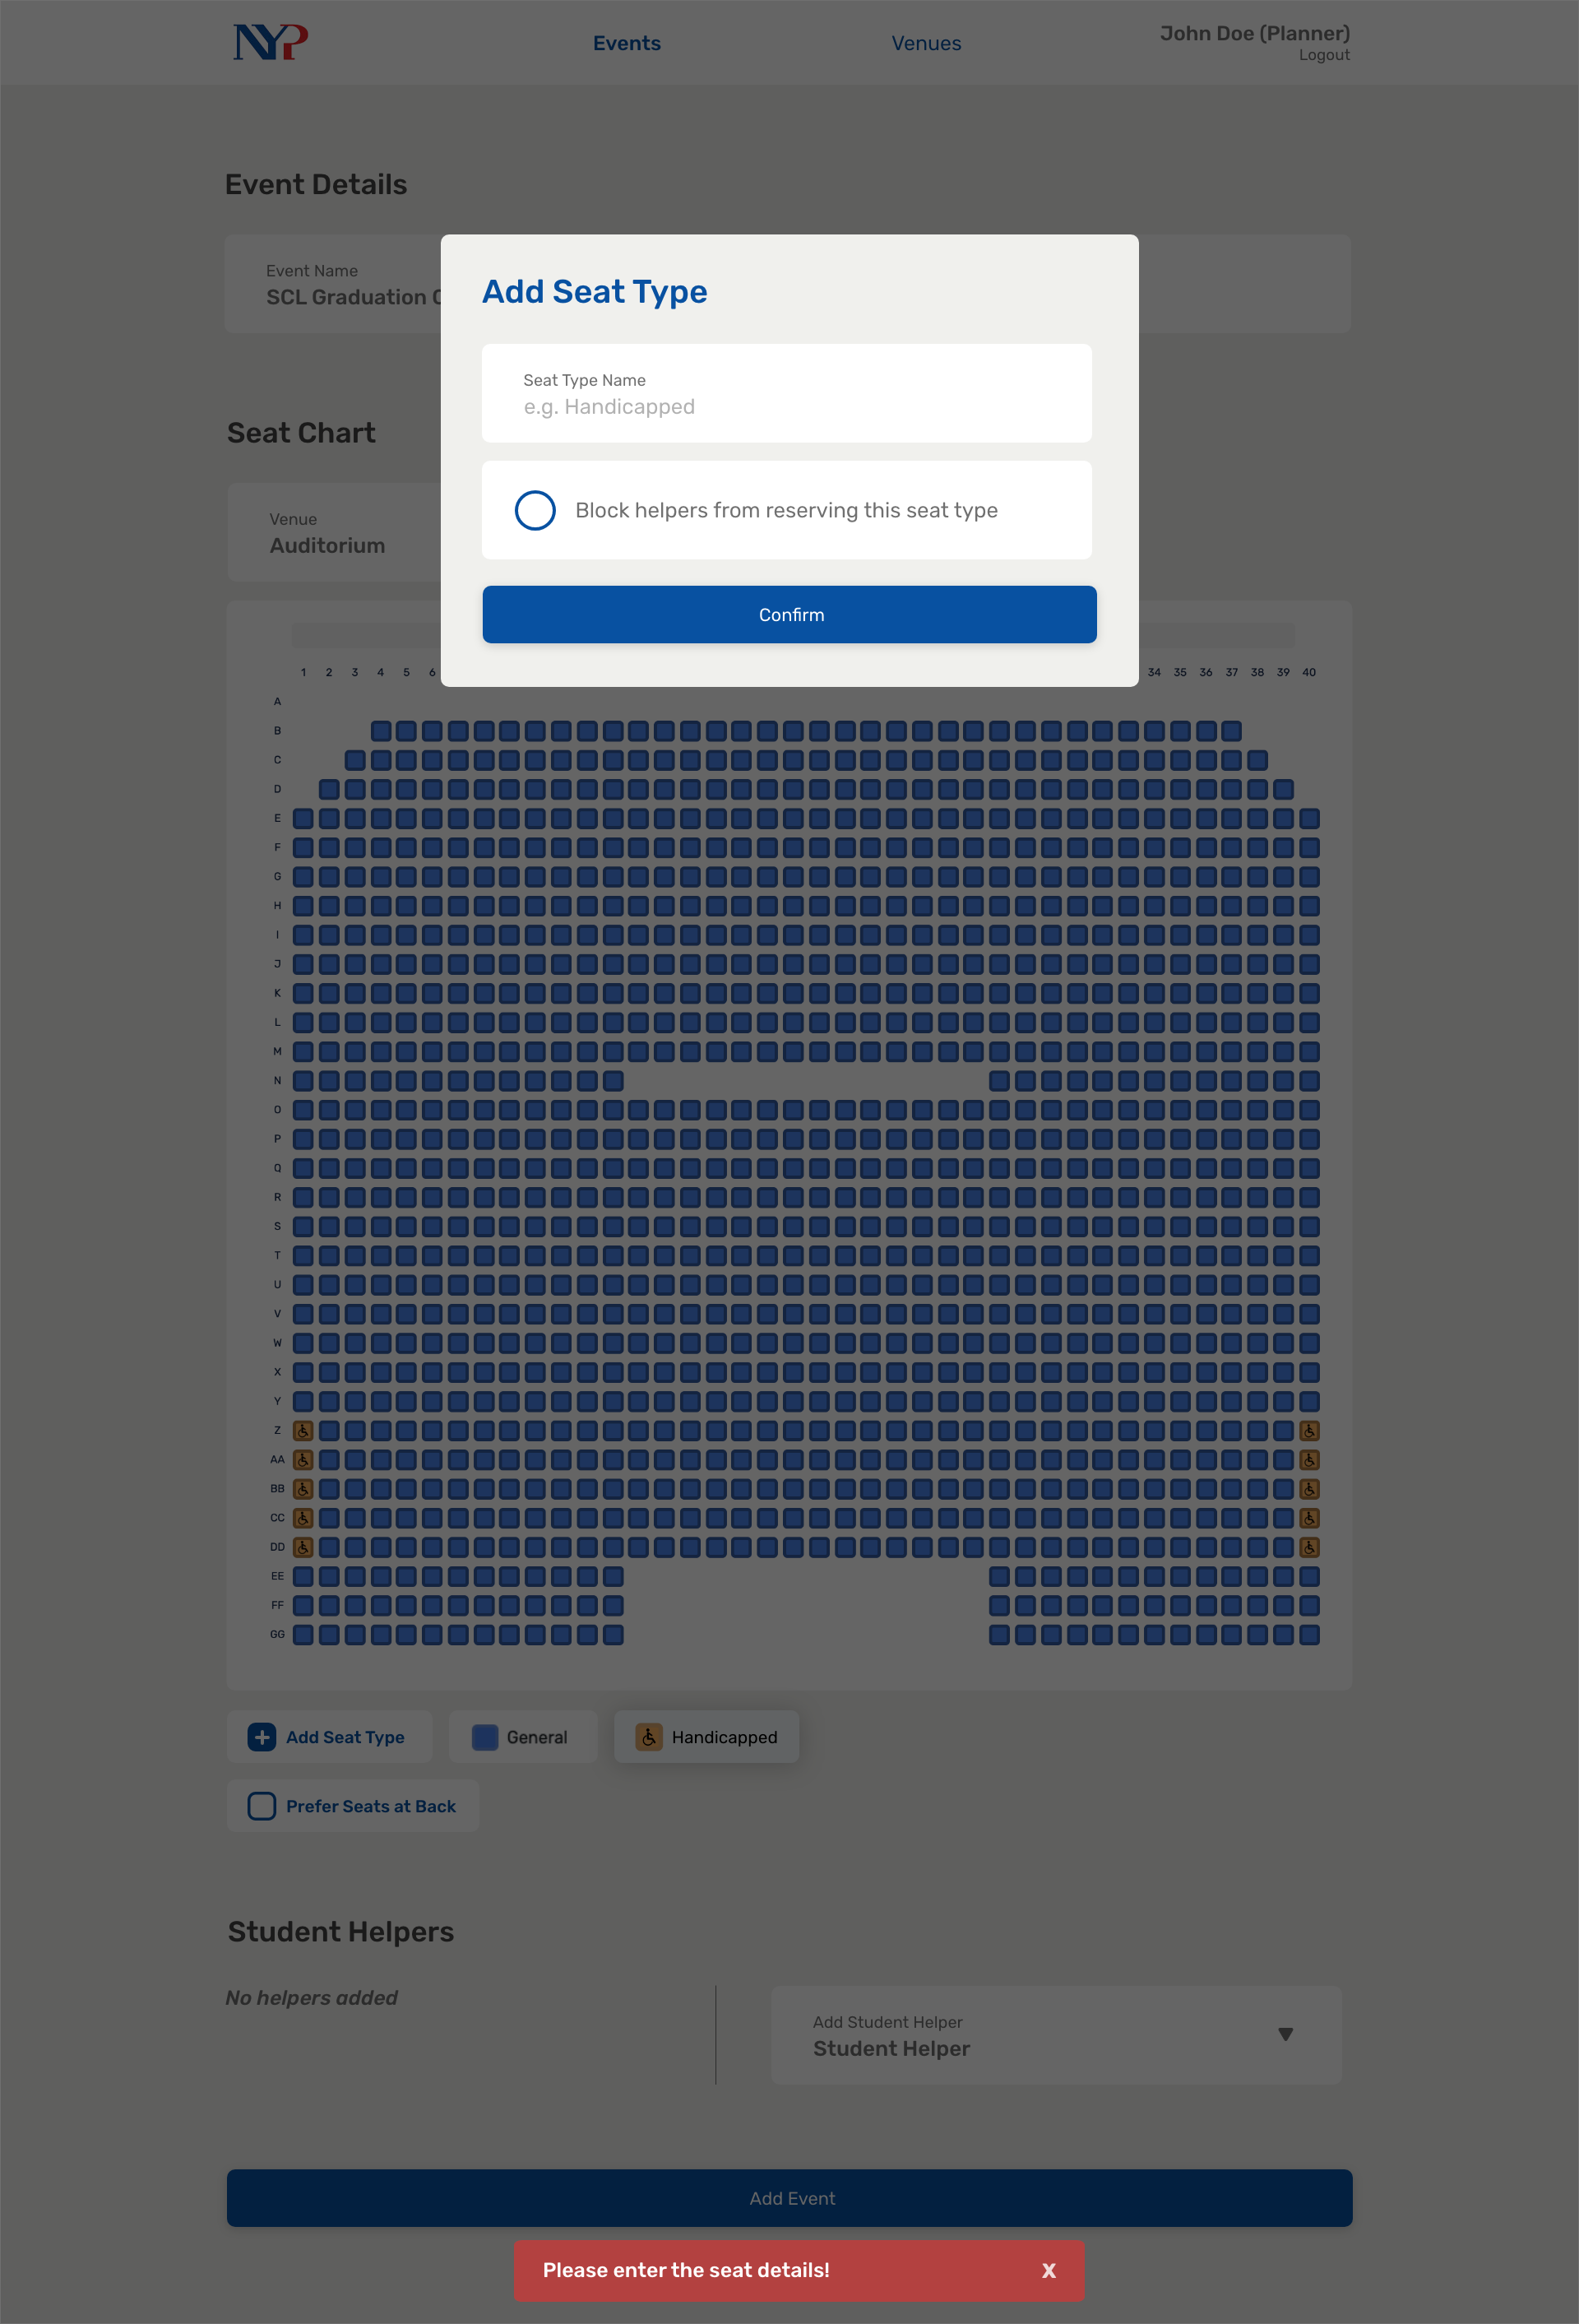 NYP
Events
Venues
John Doe (Planner)
Logout
Event Details
Event Name
SCL Graduation
Add Seat Type
Seat Type Name
e.g. Handicapped
Block helpers from reserving this seat type
Confirm
Seat Chart
Venue
Auditorium
1 2 3 4 5 6 34 35 36 37 38 39 40
A
B
C
D
E
F
G
H
I
J
K
L
M
N
O
P
Q
R
S
T
U
V
W
X
Y
Z
AA
BB
CC
DD
EE
FF
GG
Add Seat Type
General
Handicapped
Prefer Seats at Back
Student Helpers
No helpers added
Add Student Helper
Student Helper
Add Event
Please enter the seat details! X